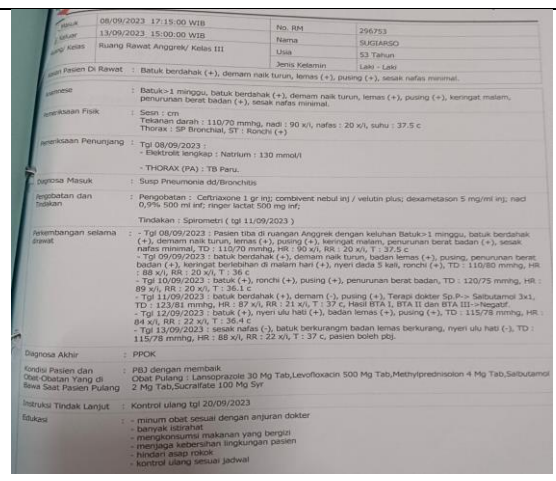 Masuk 08/09/2023 17:15:00 WIB No. RM 296753
Keluar 13/09/2023 15:00:00 WIB Nama SUGIARSO
Kelas Ruang Rawat Anggrek/ Kelas III Usia 53 Tahun
Jenis Kelamin Laki - Laki
Pasien Di Rawat : Batuk berdahak (+), demam naik turun, lemas (+), pusing (+), sesak nafas minimal.
: Batuk>1 minggu, batuk berdahak (+), demam naik turun, lemas (+), pusing (+), keringat malam,
penurunan berat badan (+), sesak nafas minimal.
Fisik : Sesn : cm
Tekanan darah : 110/70 mmhg, nadi : 90 x/i, nafas : 20 x/i, suhu : 37.5 c
Thorax : SP Bronchial, ST : Ronchi (+)
Penunjang : Tgl 08/09/2023 :
- Elektrolit lengkap : Natrium : 130 mmol/l
- THORAX (PA) : TB Paru.
Diagnosa Masuk : Susp Pneumonia dd/Bronchitis
Pengobatan dan Tindakan : Pengobatan : Ceftriaxone 1 gr inj; combivent nebul inj / velutin plus; dexametason 5 mg/ml inj; nacl
0,9% 500 ml inf; ringer lactat 500 mg inf;
Tindakan : Spirometri ( tgl 11/09/2023 )
Perkembangan selama dirawat : - Tgl 08/09/2023 : Pasien tiba di ruangan Anggrek dengan keluhan Batuk>1 minggu, batuk berdahak
(+), demam naik turun, lemas (+), pusing (+), keringat malam, penurunan berat badan (+), sesak
nafas minimal, TD : 110/70 mmhg, HR : 90 x/i, RR : 20 x/i, T : 37.5 c
- Tgl 09/09/2023 : batuk berdahak (+), demam naik turun, badan lemas (+), pusing, penurunan berat
badan (+), keringat berlebihan di malam hari (+), nyeri dada 5 kali, ronchi (+), TD : 110/80 mmhg, HR
: 88 x/i, RR : 20 x/i, T : 36 c
- Tgl 10/09/2023 : batuk (+), ronchi (+), pusing (+), penurunan berat badan, TD : 120/75 mmhg, HR :
89 x/i, RR : 20 x/i, T : 36.1 c
- Tgl 11/09/2023 : batuk berdahak (+), demam (-), pusing (+), Terapi dokter Sp.P-> Salbutamol 3x1,
TD : 123/81 mmhg, HR : 87 x/i, RR : 21 x/i, T : 37 c, Hasil BTA I, BTA II dan BTA III->Negatif.
- Tgl 12/09/2023 : batuk (+), nyeri ulu hati (+), badan lemas (+), pusing (+), TD : 115/78 mmhg, HR :
84 x/i, RR : 22 x/i, T : 36.4 c
- Tgl 13/09/2023 : sesak nafas (-), batuk berkurangm badan lemas berkurang, nyeri ulu hati (-), TD :
115/78 mmhg, HR : 88 x/i, RR : 22 x/i, T : 37 c, pasien boleh pbj.
Diagnosa Akhir : PPOK
Kondisi Pasien dan : PBJ dengan membaik
Obat-Obatan Yang di Obat Pulang : Lansoprazole 30 Mg Tab,Levofloxacin 500 Mg Tab,Methylprednisolon 4 Mg Tab,Salbutamol
Bawa Saat Pasien Pulang 2 Mg Tab,Sucralfate 100 Mg Syr
Instruksi Tindak Lanjut : Kontrol ulang tgl 20/09/2023
Edukasi : - minum obat sesuai dengan anjuran dokter
- banyak istirahat
- mengkonsumsi makanan yang bergizi
- menjaga kebersihan lingkungan pasien
- hindari asap rokok
- kontrol ulang sesuai jadwal